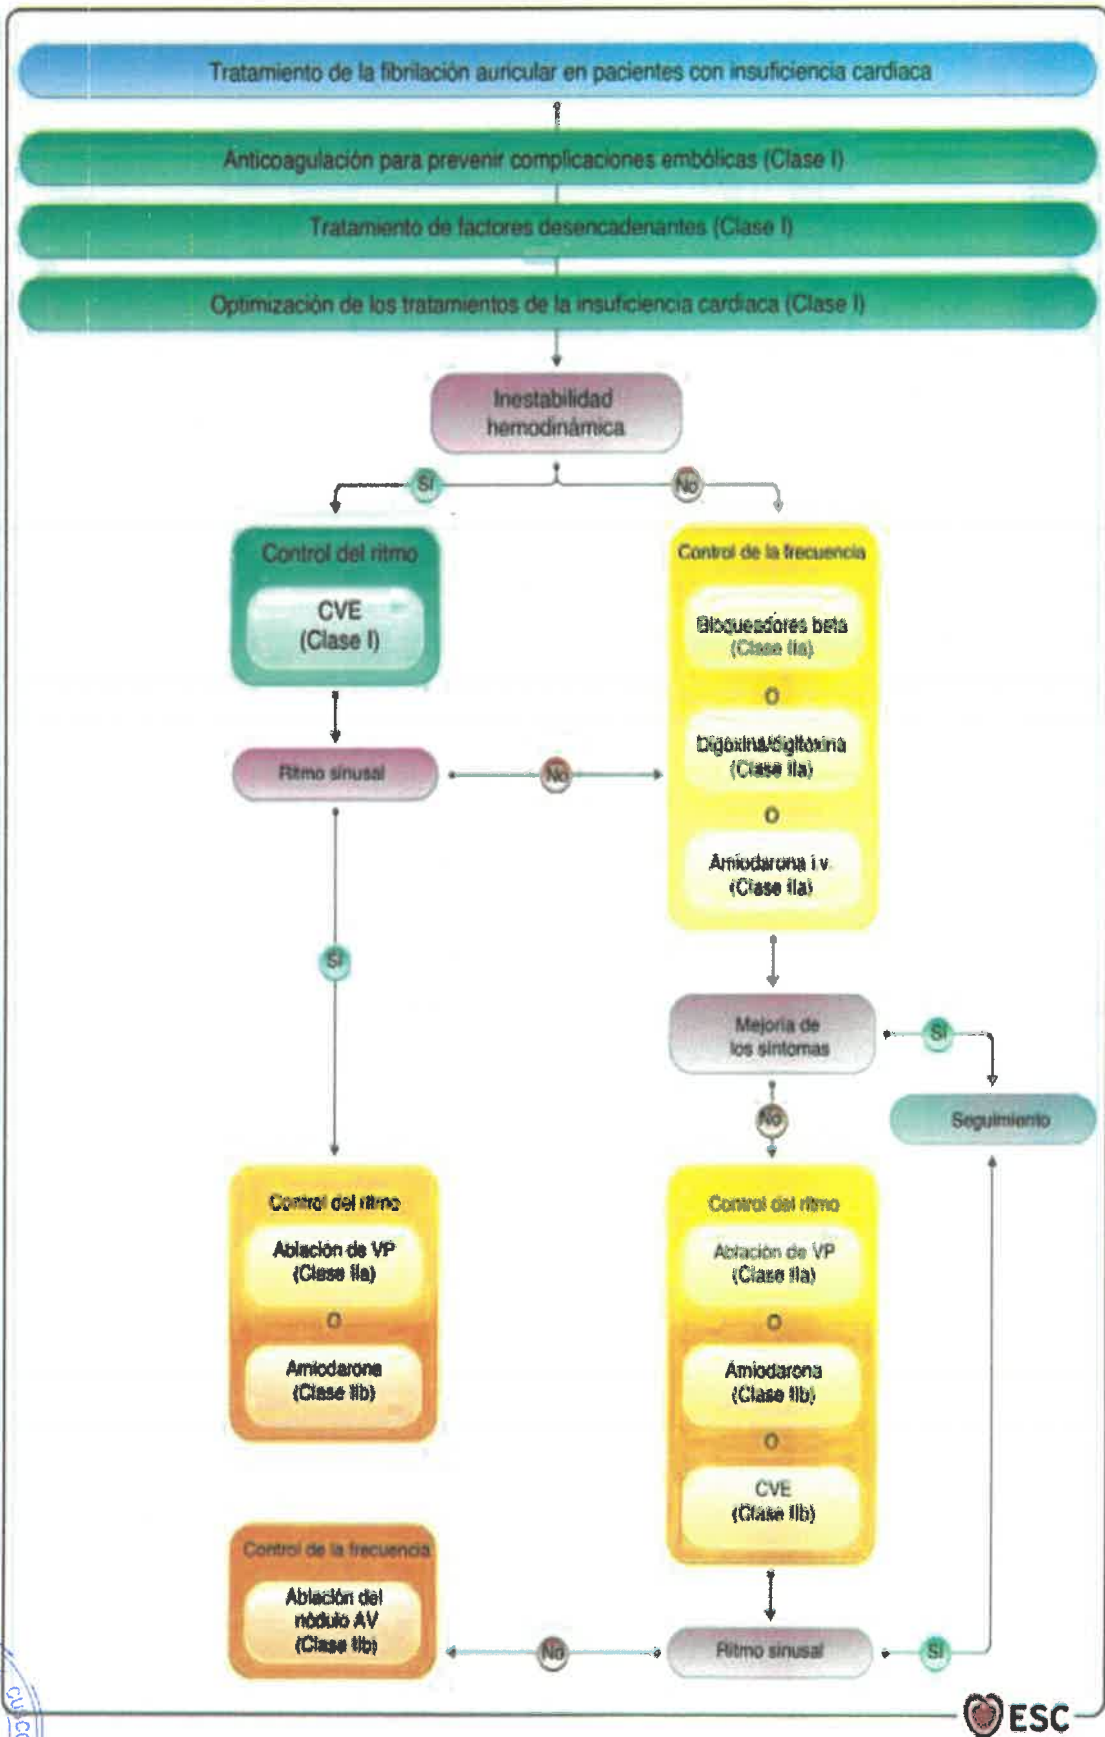 Tratamiento de la fibrilación auricular en pacientes con insuficiencia cardiaca
Anticoagulación para prevenir complicaciones embólicas (Clase I)
Tratamiento de factores desencadenantes (Clase I)
Optimización de los tratamientos de la insuficiencia cardiaca (Clase I)
Inestabilidad
hemodinámica
Sí
No
Control del ritmo
CVE
(Clase I)
Control de la frecuencia
Bloqueadores beta
(Clase IIa)
O
Digoxina/digitoxina
(Clase IIa)
O
Amiodarona i.v.
(Clase IIa)
Ritmo sinusal
No
Sí
Mejoría de
los síntomas
Sí
No
Seguimiento
Control del ritmo
Ablación de VP
(Clase IIa)
O
Amiodarona
(Clase IIb)
Control del ritmo
Ablación de VP
(Clase IIa)
O
Amiodarona
(Clase IIb)
O
CVE
(Clase IIb)
Control de la frecuencia
Ablación del
nódulo AV
(Clase IIb)
No
Ritmo sinusal
Sí
ESC